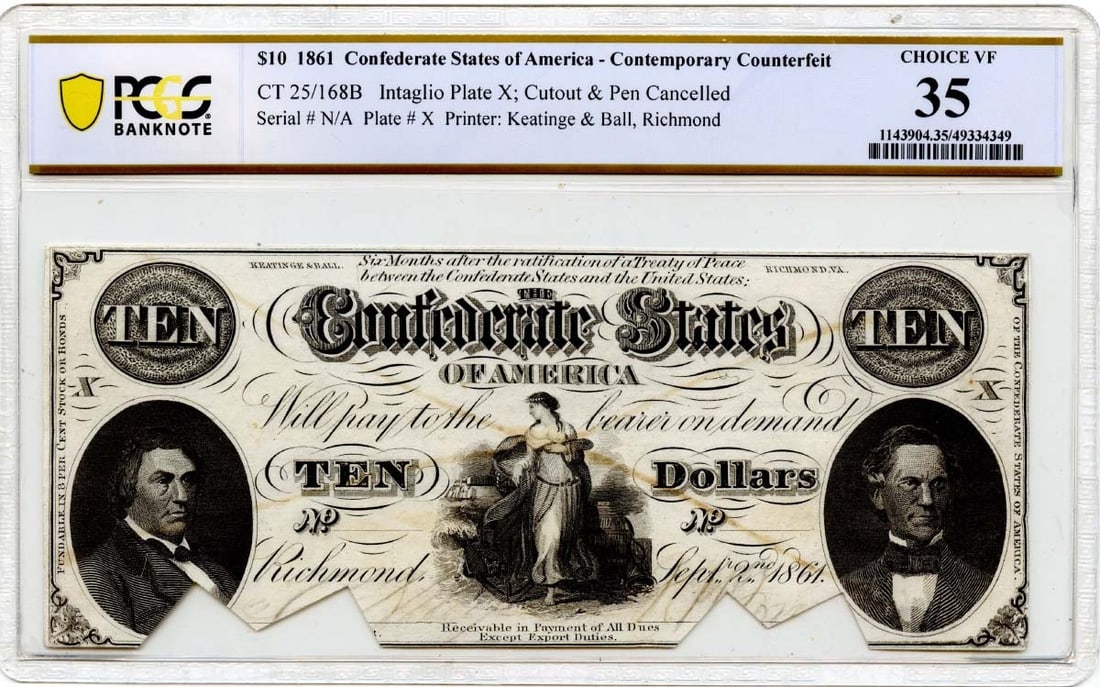 $10 1861 Confederate States of America - Contemporary Counterfeit
CT 25/168B Intaglio Plate X; Cutout & Pen Cancelled
Serial # N/A Plate # X Printer: Keatinge & Ball, Richmond
PCGS
BANKNOTE
CHOICE VF
35
1143904.35/49334349
Six Months after the ratification of a Treaty of Peace
between the Confederate States and the United States;
KEATINGE & BALL.
RICHMOND, VA.
TEN
THE
Confederate States
TEN
OF AMERICA
X
X
Will pay to the bearer on demand
TEN Dollars
No No
Richmond, Sept. 2nd 1861.
Receivable in Payment of All Dues
Except Export Duties.
FUNDABLE IN 8 PER CENT STOCK OR BONDS
OF THE CONFEDERATE STATES OF AMERICA.